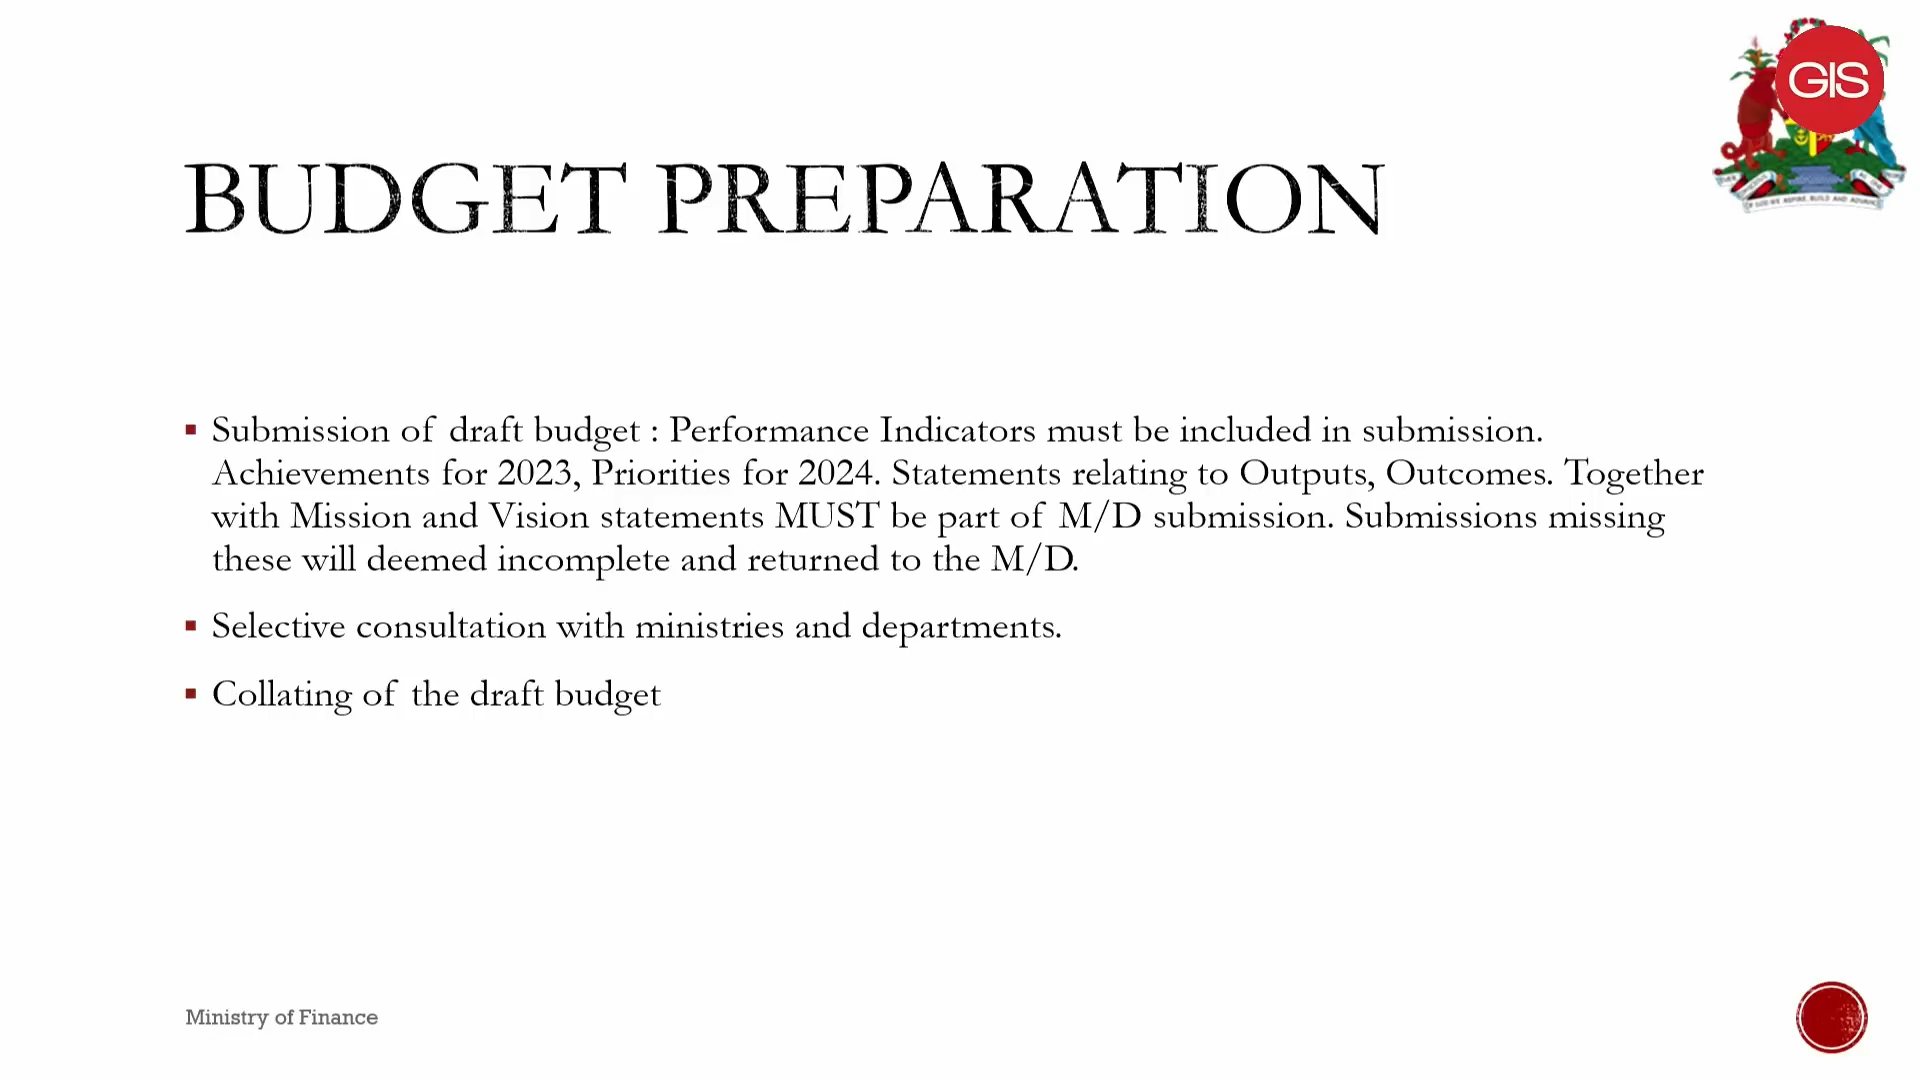 GIS
BUDGET PREPARATION
Submission of draft budget : Performance Indicators must be included in submission.
Achievements for 2023, Priorities for 2024. Statements relating to Outputs, Outcomes. Together
with Mission and Vision statements MUST be part of M/D submission. Submissions missing
these will deemed incomplete and returned to the M/D.
Selective consultation with ministries and departments.
Collating of the draft budget
Ministry of Finance